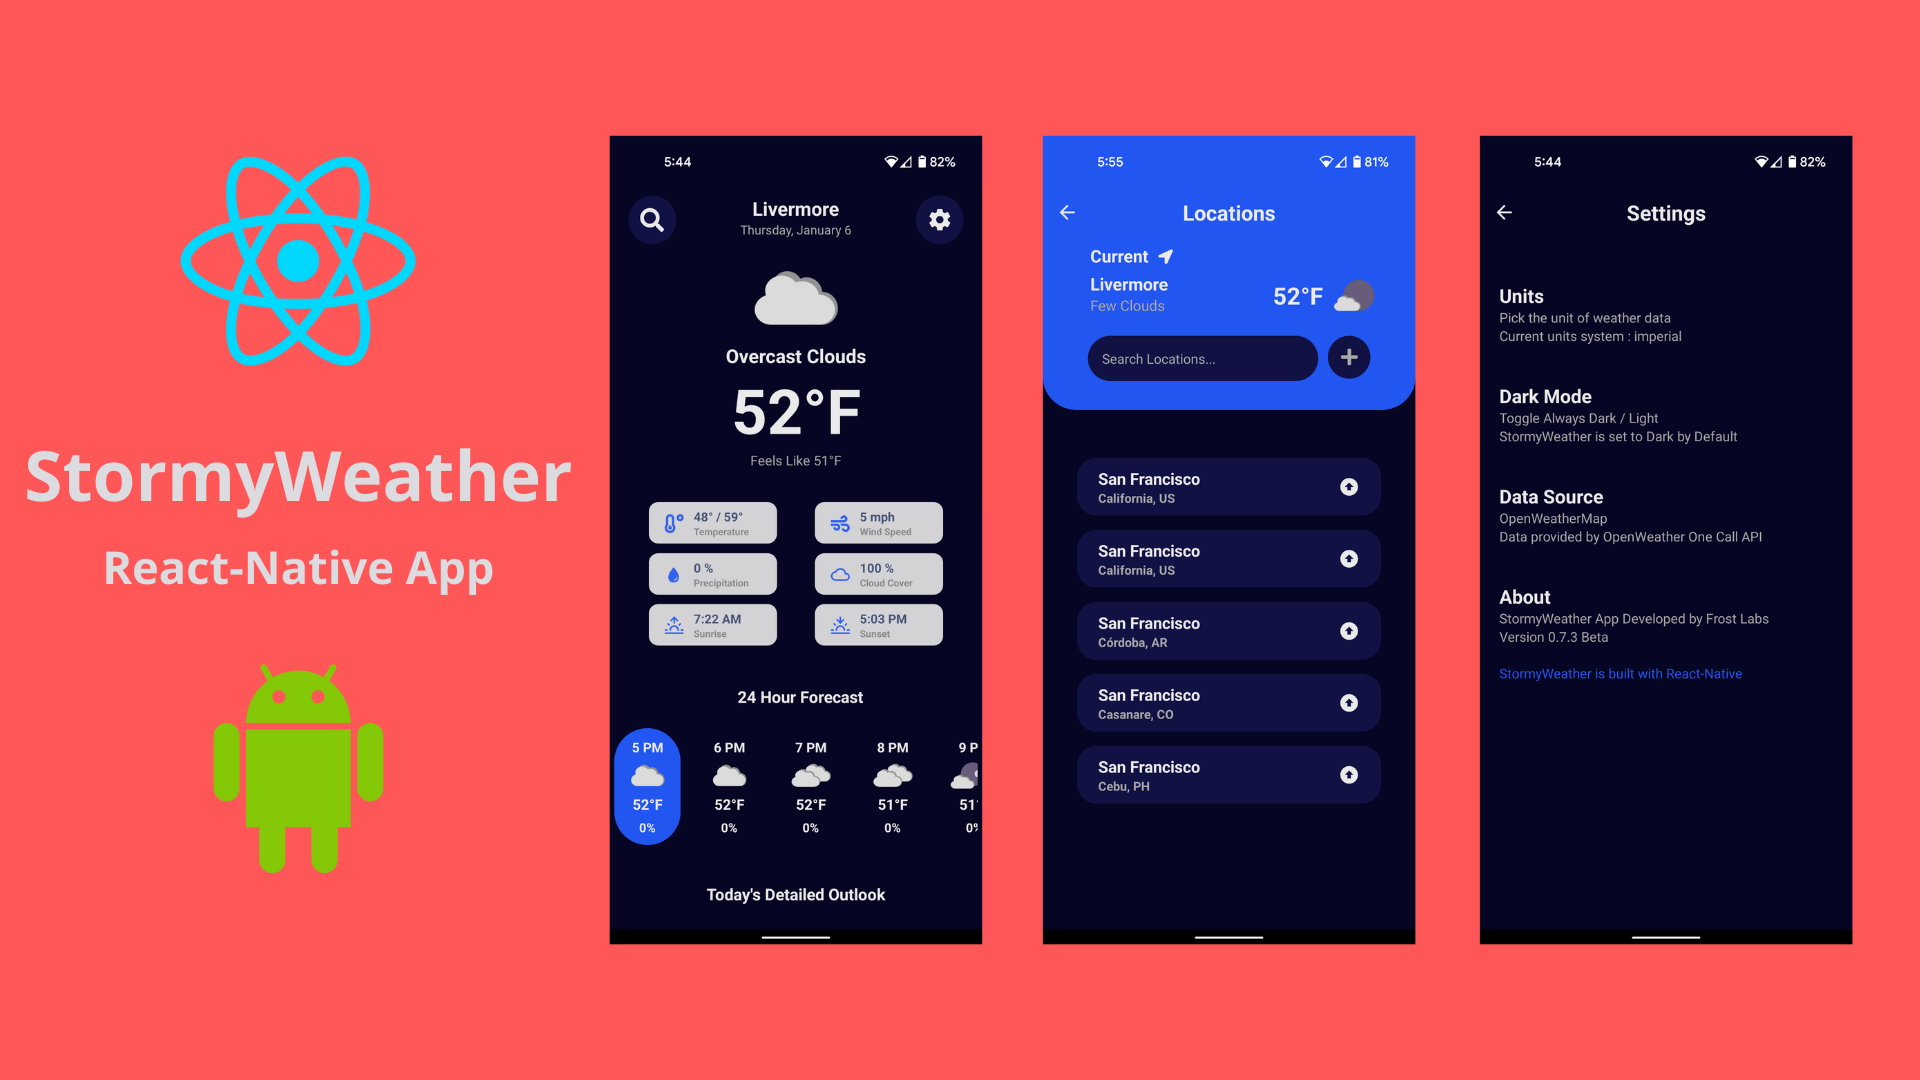 StormyWeather
React-Native App
5:44
82%
Livermore
Thursday, January 6
Overcast Clouds
52°F
Feels Like 51°F
48° / 59°
Temperature
5 mph
Wind Speed
0 %
Precipitation
100 %
Cloud Cover
7:22 AM
Sunrise
5:03 PM
Sunset
24 Hour Forecast
5 PM 6 PM 7 PM 8 PM 9 P
52°F 52°F 52°F 51°F 51°
0% 0% 0% 0% 0%
Today's Detailed Outlook
5:55
81%
Locations
Current
Livermore
Few Clouds
52°F
Search Locations...
San Francisco
California, US
San Francisco
California, US
San Francisco
Córdoba, AR
San Francisco
Casanare, CO
San Francisco
Cebu, PH
5:44
82%
Settings
Units
Pick the unit of weather data
Current units system : imperial
Dark Mode
Toggle Always Dark / Light
StormyWeather is set to Dark by Default
Data Source
OpenWeatherMap
Data provided by OpenWeather One Call API
About
StormyWeather App Developed by Frost Labs
Version 0.7.3 Beta
StormyWeather is built with React-Native